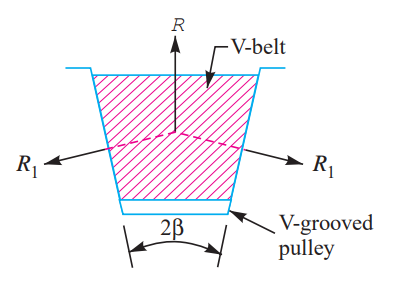 R
V-belt
R₁
R₁
2β
V-grooved
pulley